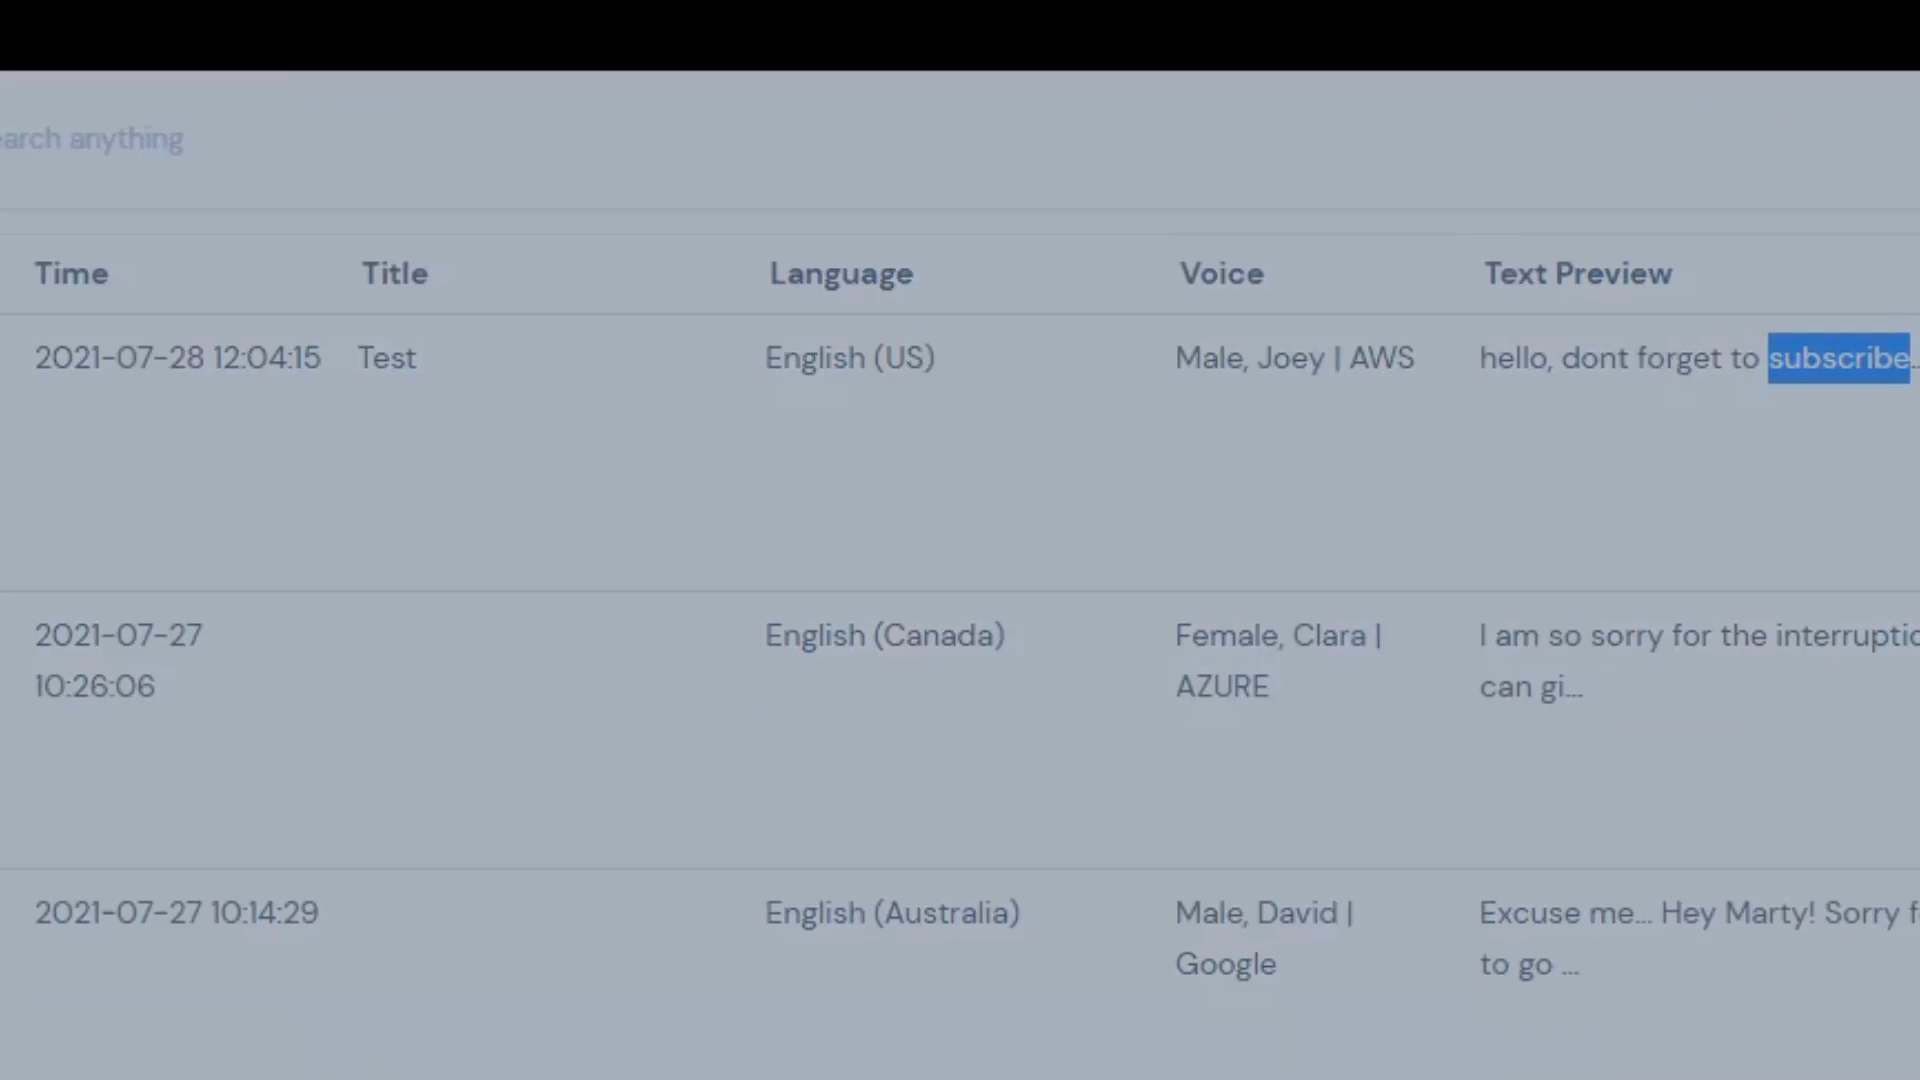 arch anything
Time Title Language Voice Text Preview
2021-07-28 12:04:15 Test English (US) Male, Joey | AWS hello, dont forget to subscribe..
2021-07-27 English (Canada) Female, Clara | I am so sorry for the
10:26:06 AZURE can gi...
2021-07-27 10:14:29 English (Australia) Male, David | Excuse me... Hey Marty! Sorry
Google to go ...